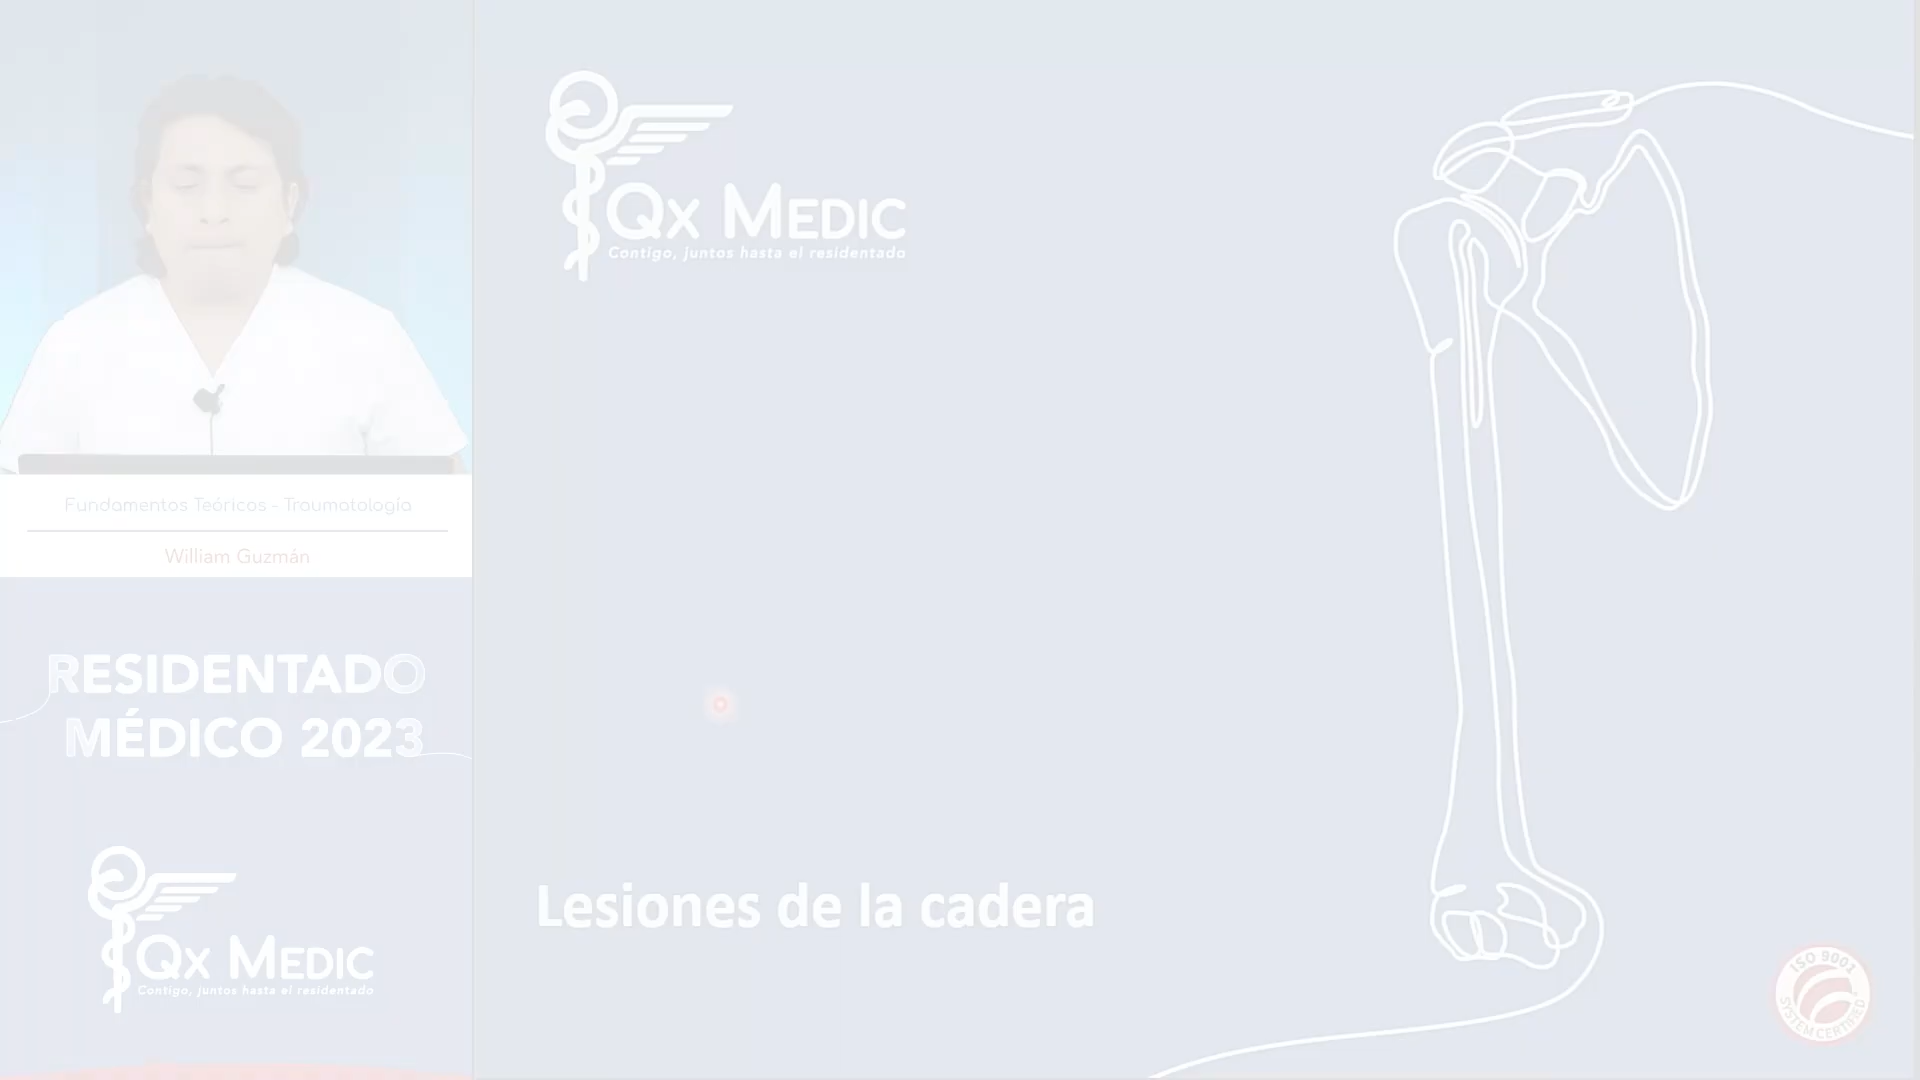 QX MEDIC
Contigo, juntos hasta el residentado
Fundamentos Teóricos - Traumatología
William Guzmán
RESIDENTADO
MÉDICO 2023
QX MEDIC
Contigo, juntos hasta el residentado
Lesiones de la cadera
ISO 9001
SYSTEM CERTIFIED